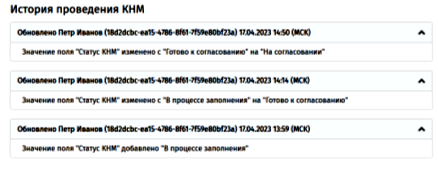 История проведения КНМ
Обновлено Петр Иванов (18d2dcbc-ea15-4786-8f61-7f59e80bf23a) 17.04.2023 14:50 (МСК)
Значение поля "Статус КНМ" изменено с "Готово к согласованию" на "На согласовании"
Обновлено Петр Иванов (18d2dcbc-ea15-4786-8f61-7f59e80bf23a) 17.04.2023 14:14 (МСК)
Значение поля "Статус КНМ" изменено с "В процессе заполнения" на "Готово к согласованию"
Обновлено Петр Иванов (18d2dcbc-ea15-4786-8f61-7f59e80bf23a) 17.04.2023 13:59 (МСК)
Значение поля "Статус КНМ" добавлено "В процессе заполнения"